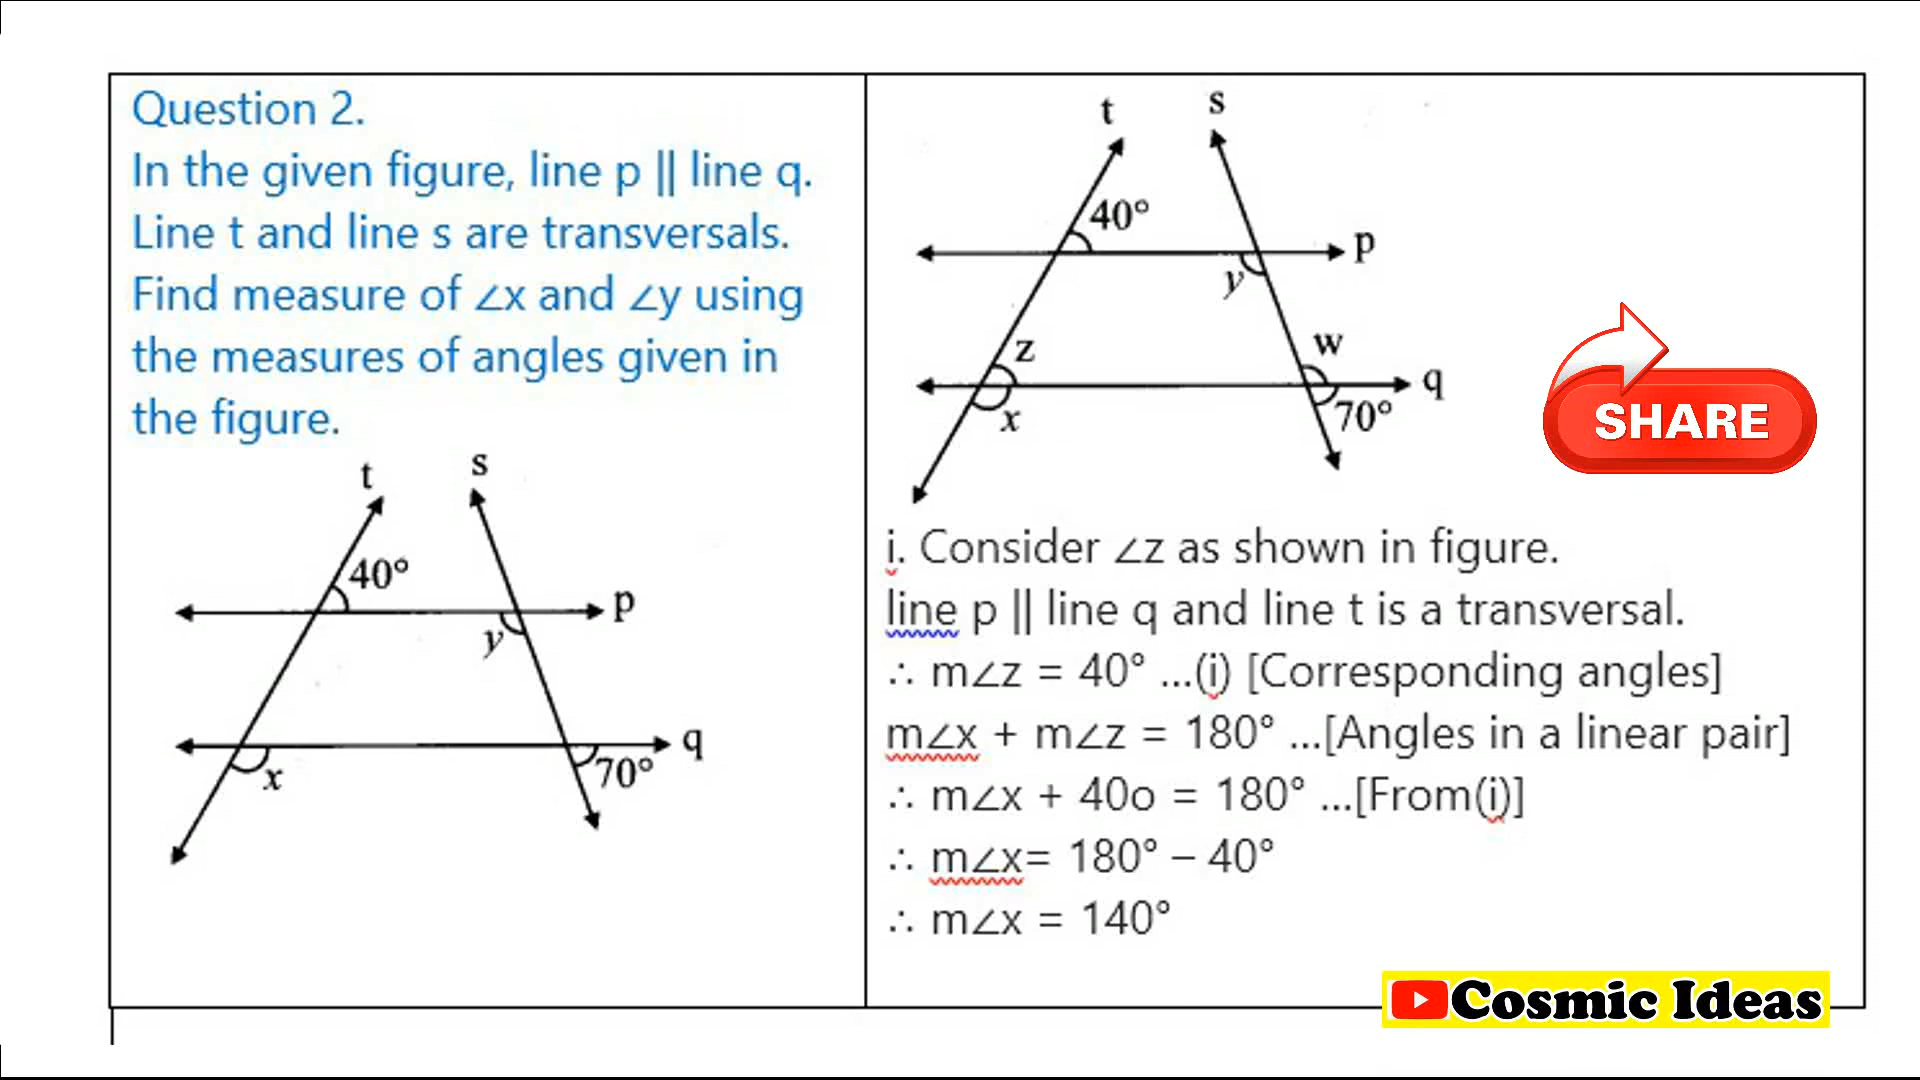 Question 2.
In the given figure, line p || line q.
Line t and line s are transversals.
Find measure of ∠x and ∠y using
the measures of angles given in
the figure.
t
s
40°
p
y
q
x
70°
t
s
40°
p
y
z
w
q
x
70°
SHARE
i. Consider ∠z as shown in figure.
line p || line q and line t is a transversal.
∴ m∠z = 40° …(i) [Corresponding angles]
m∠x + m∠z = 180° …[Angles in a linear pair]
∴ m∠x + 40o = 180° …[From(i)]
∴ m∠x= 180° – 40°
∴ m∠x = 140°
Cosmic Ideas